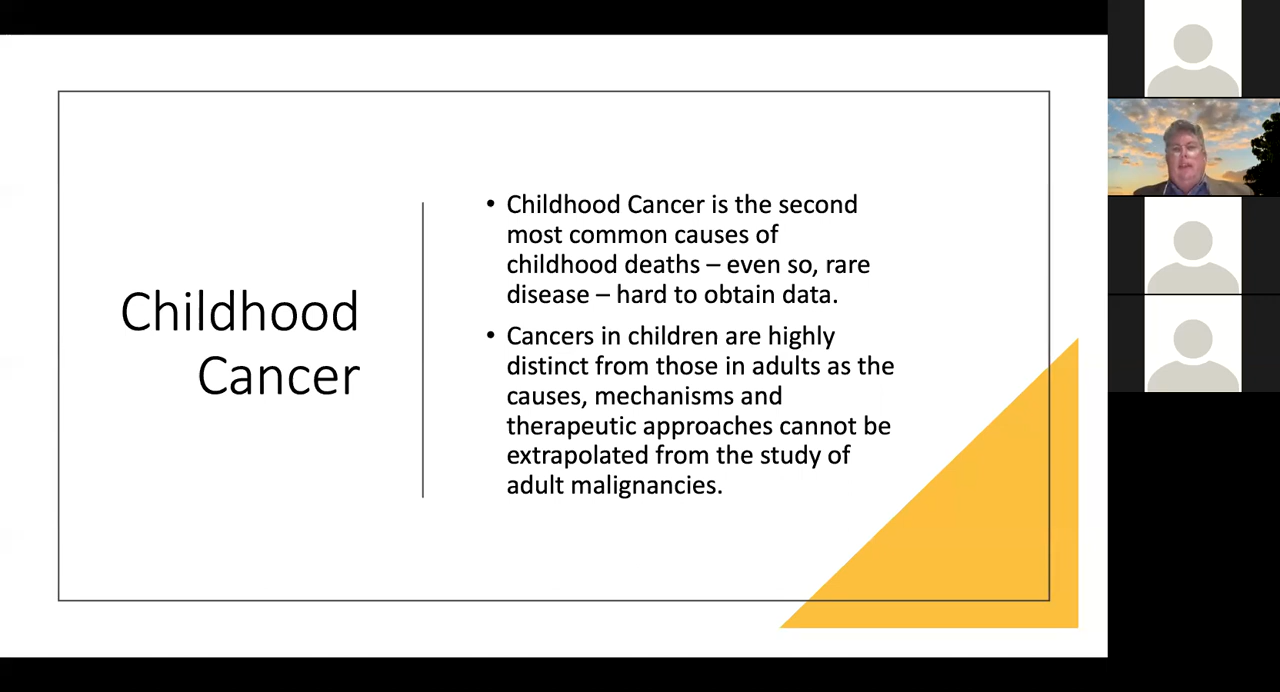 Childhood
Cancer
• Childhood Cancer is the second
most common causes of
childhood deaths – even so, rare
disease – hard to obtain data.
• Cancers in children are highly
distinct from those in adults as the
causes, mechanisms and
therapeutic approaches cannot be
extrapolated from the study of
adult malignancies.